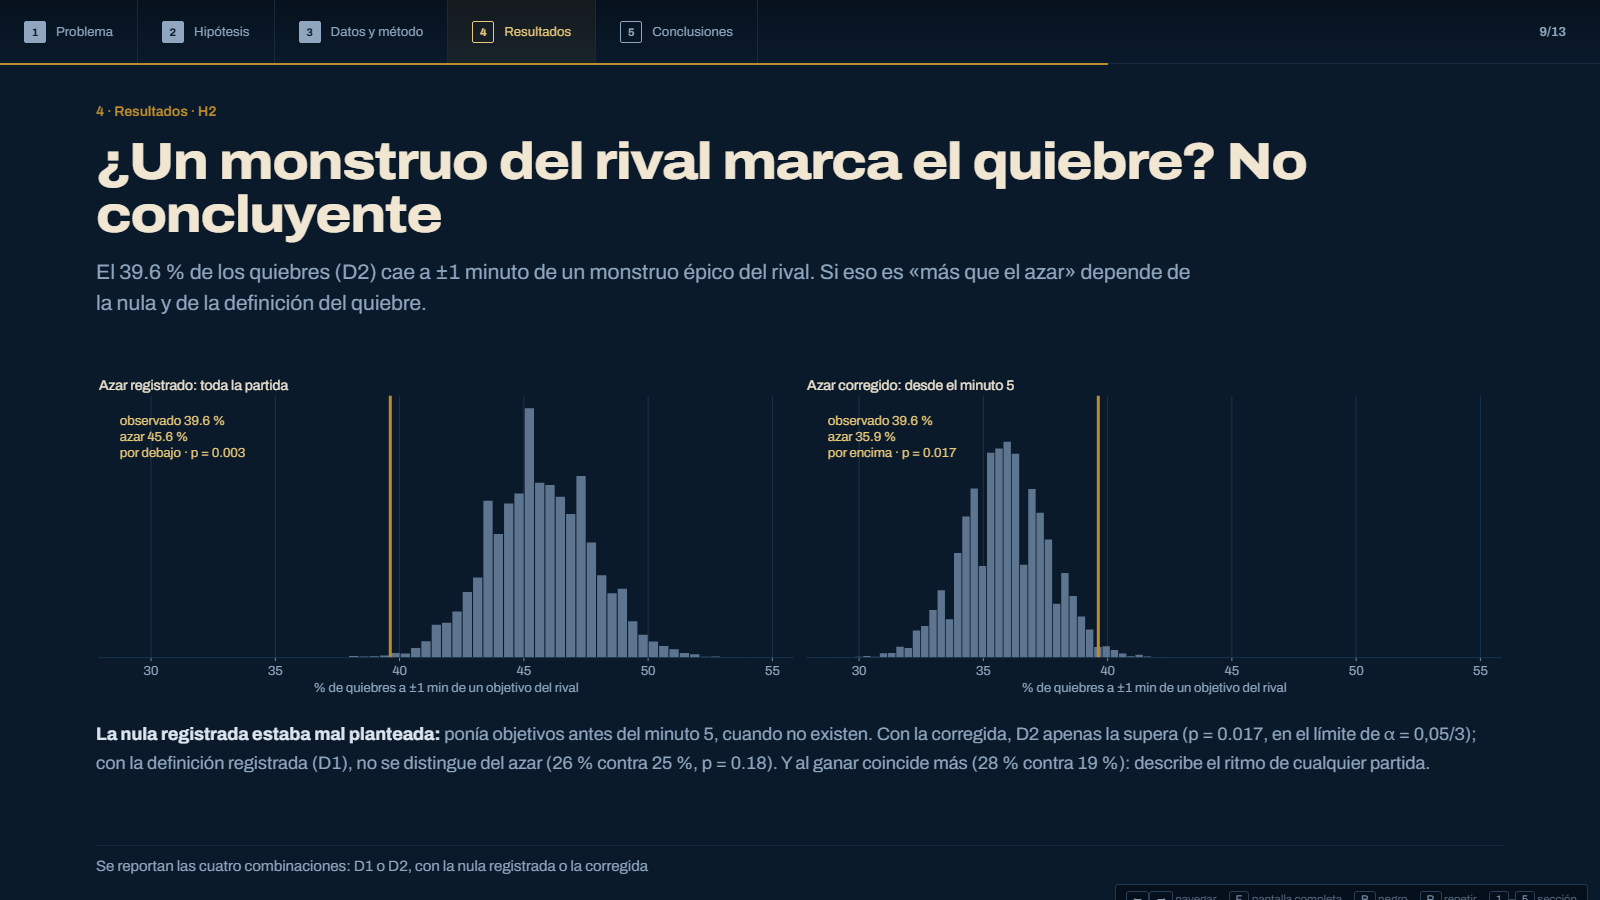 1 Problema
2 Hipótesis
3 Datos y método
4 Resultados
5 Conclusiones
9/13
4 · Resultados · H2
¿Un monstruo del rival marca el quiebre? No
concluyente
El 39.6 % de los quiebres (D2) cae a ±1 minuto de un monstruo épico del rival. Si eso es «más que el azar» depende de
la nula y de la definición del quiebre.
Azar registrado: toda la partida
observado 39.6 %
azar 45.6 %
por debajo · p = 0.003
30 35 40 45 50 55
% de quiebres a ±1 min de un objetivo del rival
Azar corregido: desde el minuto 5
observado 39.6 %
azar 35.9 %
por encima · p = 0.017
30 35 40 45 50 55
% de quiebres a ±1 min de un objetivo del rival
La nula registrada estaba mal planteada: ponía objetivos antes del minuto 5, cuando no existen. Con la corregida, D2 apenas la supera (p = 0.017, en el límite de α = 0,05/3);
con la definición registrada (D1), no se distingue del azar (26 % contra 25 %, p = 0.18). Y al ganar coincide más (28 % contra 19 %): describe el ritmo de cualquier partida.
Se reportan las cuatro combinaciones: D1 o D2, con la nula registrada o la corregida
← → navegar F pantalla completa B negro R repetir 1 - 5 sección